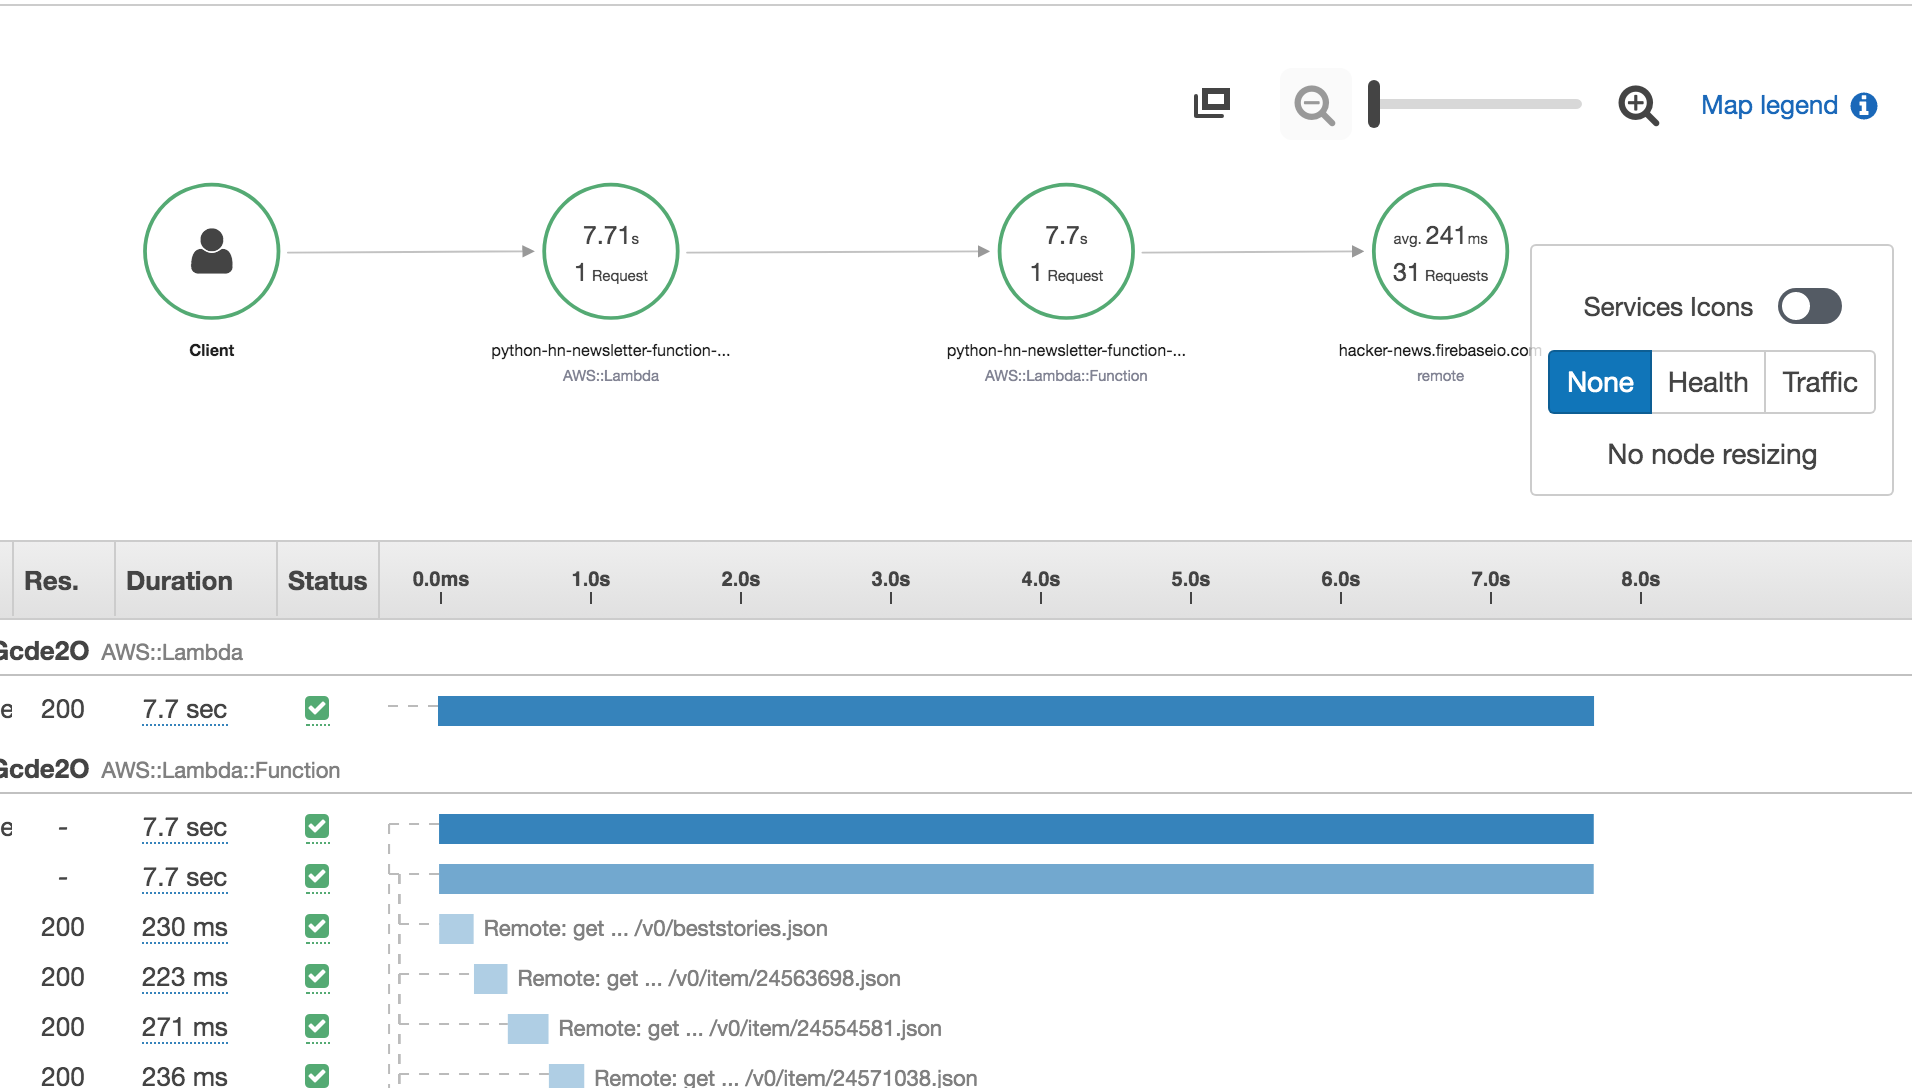 Map legend
7.71s
1 Request
7.7s
1 Request
avg. 241ms
31 Requests
Client
python-hn-newsletter-function-...
AWS::Lambda
python-hn-newsletter-function-...
AWS::Lambda::Function
hacker-news.firebaseio.com
remote
Services Icons
None Health Traffic
No node resizing
Res. Duration Status 0.0ms 1.0s 2.0s 3.0s 4.0s 5.0s 6.0s 7.0s 8.0s
Gcde2O AWS::Lambda
e 200 7.7 sec
Gcde2O AWS::Lambda::Function
e - 7.7 sec
- 7.7 sec
200 230 ms Remote: get ... /v0/beststories.json
200 223 ms Remote: get ... /v0/item/24563698.json
200 271 ms Remote: get ... /v0/item/24554581.json
200 236 ms Remote: get ... /v0/item/24571038.json